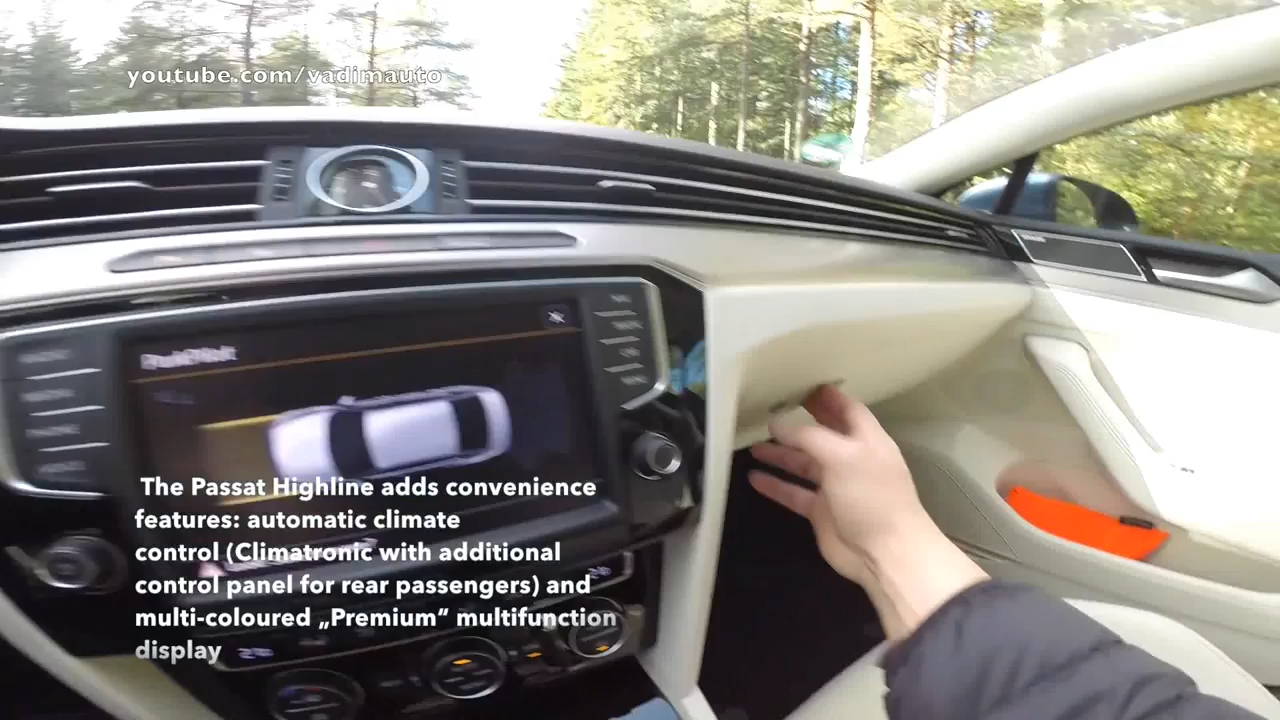 youtube.com/vadimauto
ParkPilot
The Passat Highline adds convenience
features: automatic climate
control (Climatronic with additional
control panel for rear passengers) and
multi-coloured „Premium” multifunction
display